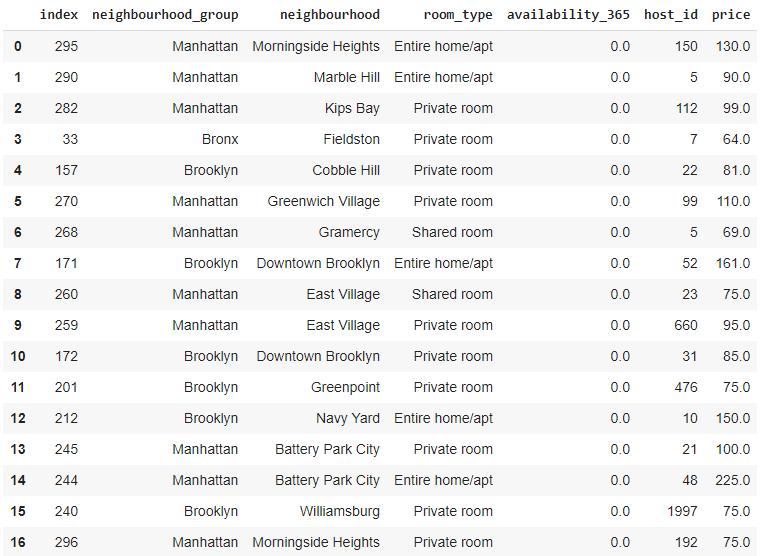 index neighbourhood_group neighbourhood room_type availability_365 host_id price
0 295 Manhattan Morningside Heights Entire home/apt 0.0 150 130.0
1 290 Manhattan Marble Hill Entire home/apt 0.0 5 90.0
2 282 Manhattan Kips Bay Private room 0.0 112 99.0
3 33 Bronx Fieldston Private room 0.0 7 64.0
4 157 Brooklyn Cobble Hill Private room 0.0 22 81.0
5 270 Manhattan Greenwich Village Private room 0.0 99 110.0
6 268 Manhattan Gramercy Shared room 0.0 5 69.0
7 171 Brooklyn Downtown Brooklyn Entire home/apt 0.0 52 161.0
8 260 Manhattan East Village Shared room 0.0 23 75.0
9 259 Manhattan East Village Private room 0.0 660 95.0
10 172 Brooklyn Downtown Brooklyn Private room 0.0 31 85.0
11 201 Brooklyn Greenpoint Private room 0.0 476 75.0
12 212 Brooklyn Navy Yard Entire home/apt 0.0 10 150.0
13 245 Manhattan Battery Park City Private room 0.0 21 100.0
14 244 Manhattan Battery Park City Entire home/apt 0.0 48 225.0
15 240 Brooklyn Williamsburg Private room 0.0 1997 75.0
16 296 Manhattan Morningside Heights Private room 0.0 192 75.0